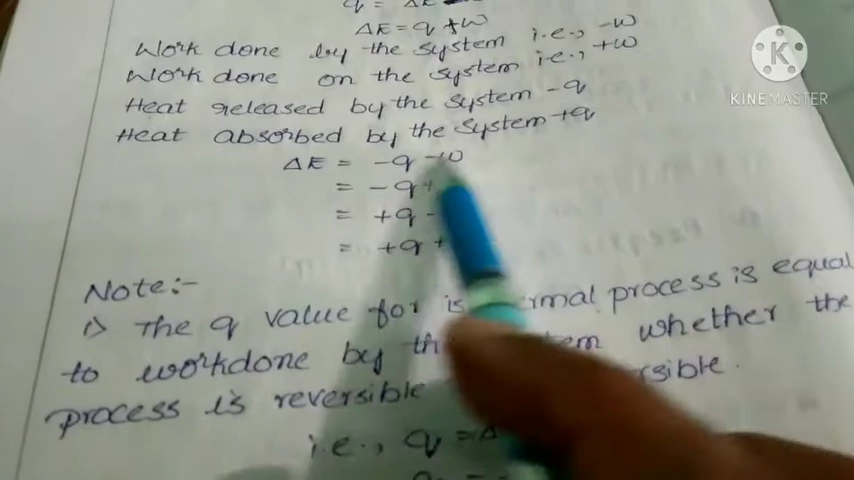 q = ΔE -
ΔE = q + w
Work done by the system i.e., -w
Work done on the system i.e., +w
Heat released by the system -q
Heat absorbed by the system +q
ΔE = -q -w
= -q +
= +q -
= +q +
Note:-
1) The q value for process is equal
to workdone by whether the
process is reversible
i.e., q =
KINEMASTER